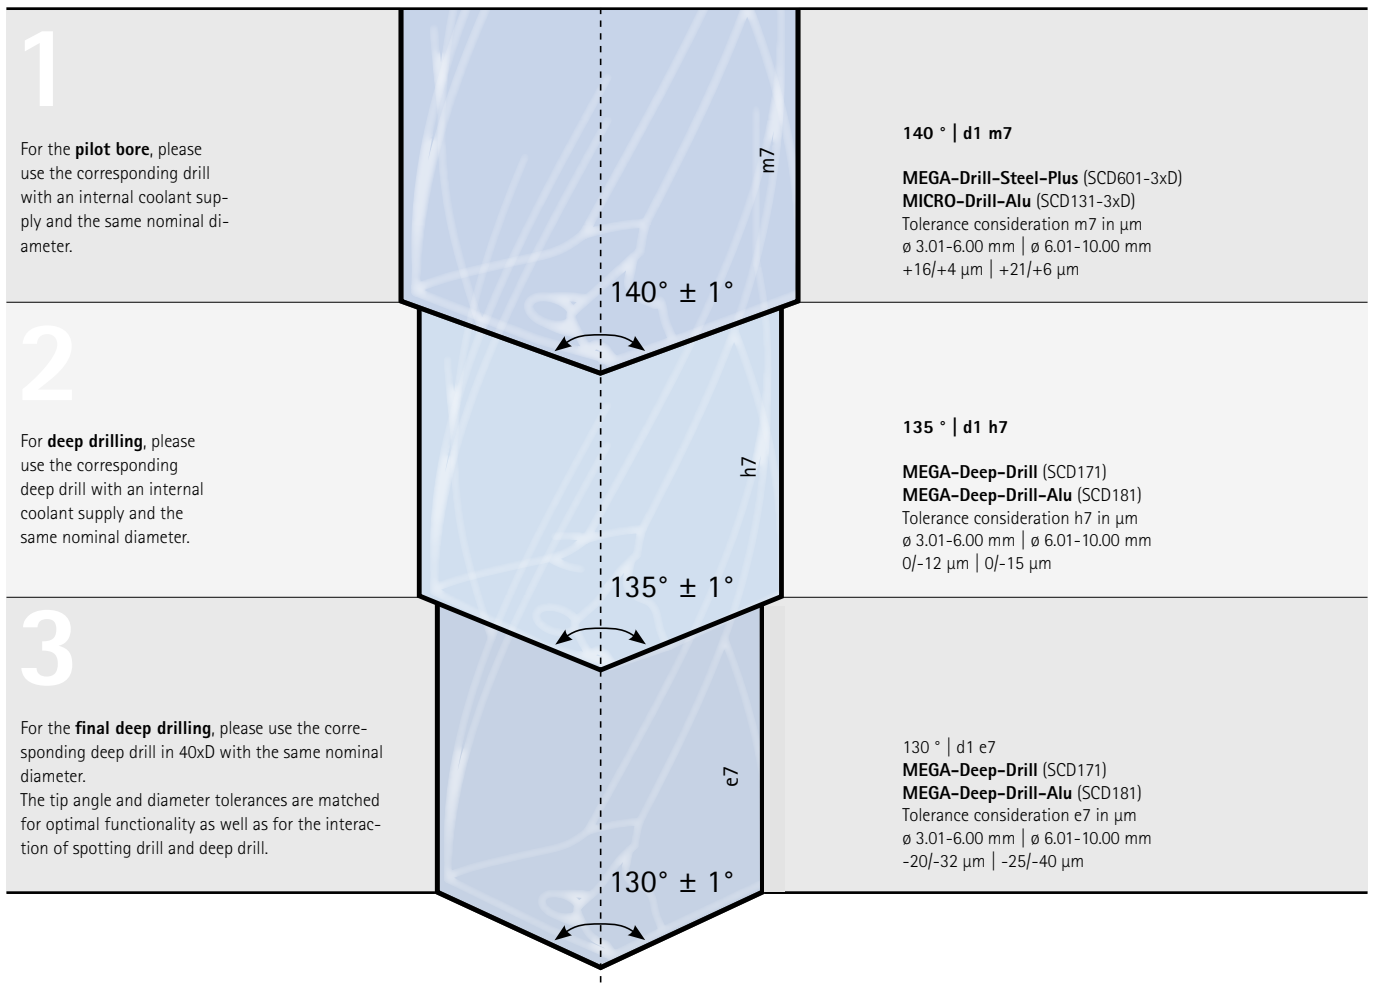 1
For the pilot bore, please
use the corresponding drill
with an internal coolant sup-
ply and the same nominal di-
ameter.
m7
140° ± 1°
140 ° | d1 m7
MEGA-Drill-Steel-Plus (SCD601-3xD)
MICRO-Drill-Alu (SCD131-3xD)
Tolerance consideration m7 in µm
ø 3.01-6.00 mm | ø 6.01-10.00 mm
+16/+4 µm | +21/+6 µm
2
For deep drilling, please
use the corresponding
deep drill with an internal
coolant supply and the
same nominal diameter.
h7
135° ± 1°
135 ° | d1 h7
MEGA-Deep-Drill (SCD171)
MEGA-Deep-Drill-Alu (SCD181)
Tolerance consideration h7 in µm
ø 3.01-6.00 mm | ø 6.01-10.00 mm
0/-12 µm | 0/-15 µm
3
For the final deep drilling, please use the corre-
sponding deep drill in 40xD with the same nominal
diameter.
The tip angle and diameter tolerances are matched
for optimal functionality as well as for the interac-
tion of spotting drill and deep drill.
e7
130° ± 1°
130 ° | d1 e7
MEGA-Deep-Drill (SCD171)
MEGA-Deep-Drill-Alu (SCD181)
Tolerance consideration e7 in µm
ø 3.01-6.00 mm | ø 6.01-10.00 mm
-20/-32 µm | -25/-40 µm